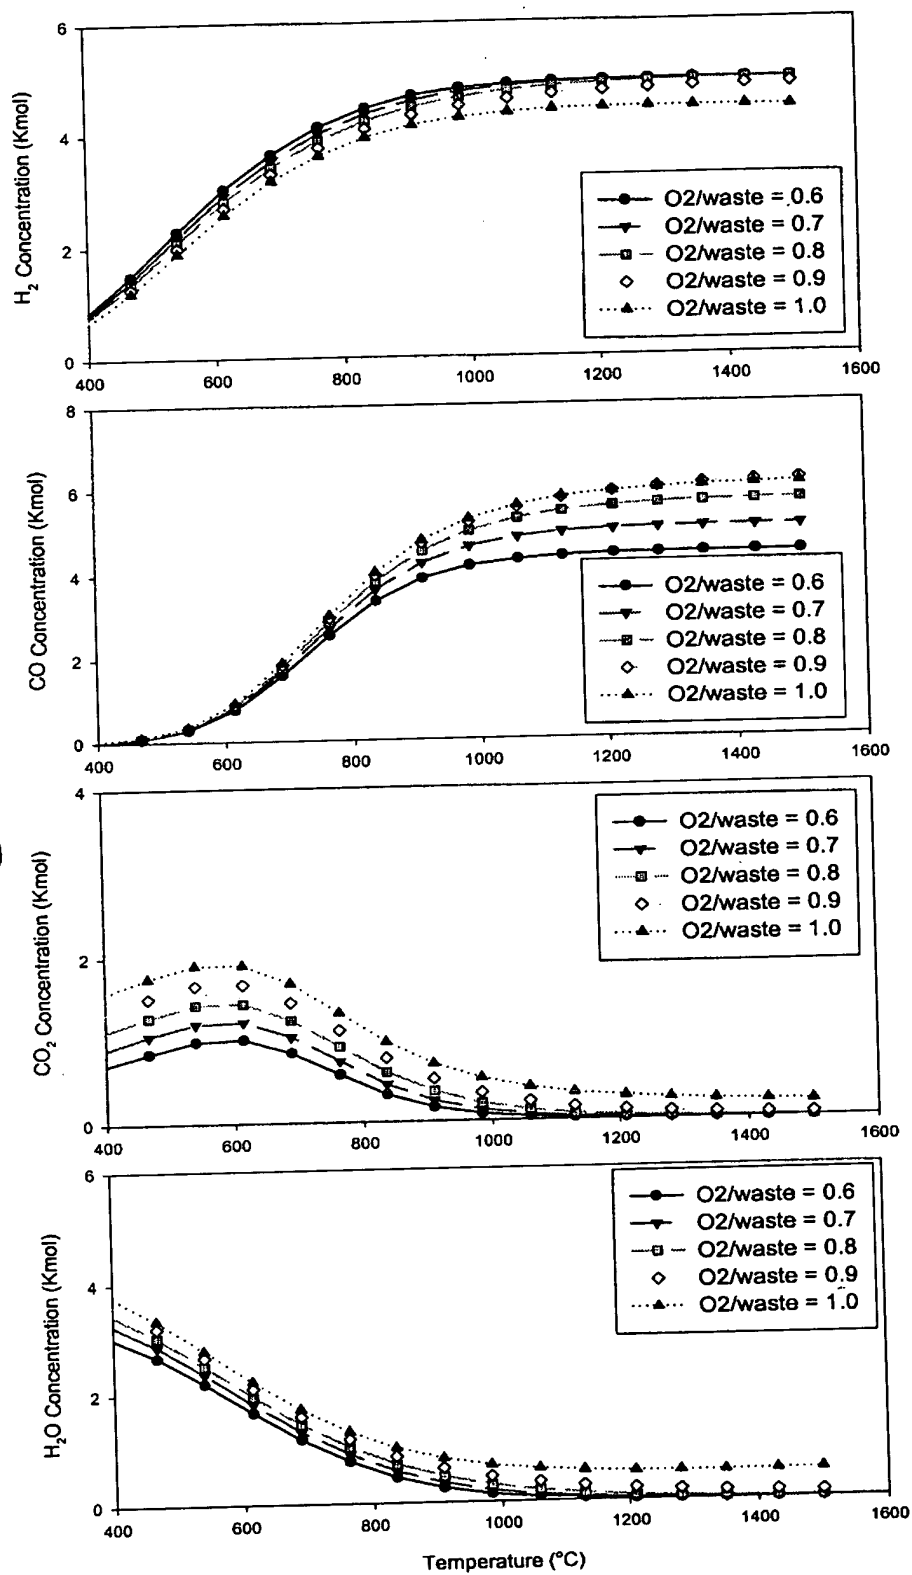 6
4
2
0
H2 Concentration (Kmol)
O2/waste = 0.6
O2/waste = 0.7
O2/waste = 0.8
O2/waste = 0.9
O2/waste = 1.0
400 600 800 1000 1200 1400 1600
8
6
4
2
0
CO Concentration (Kmol)
O2/waste = 0.6
O2/waste = 0.7
O2/waste = 0.8
O2/waste = 0.9
O2/waste = 1.0
400 600 800 1000 1200 1400 1600
4
2
0
CO2 Concentration (Kmol)
O2/waste = 0.6
O2/waste = 0.7
O2/waste = 0.8
O2/waste = 0.9
O2/waste = 1.0
400 600 800 1000 1200 1400 1600
6
4
2
0
H2O Concentration (Kmol)
O2/waste = 0.6
O2/waste = 0.7
O2/waste = 0.8
O2/waste = 0.9
O2/waste = 1.0
400 600 800 1000 1200 1400 1600
Temperature (°C)